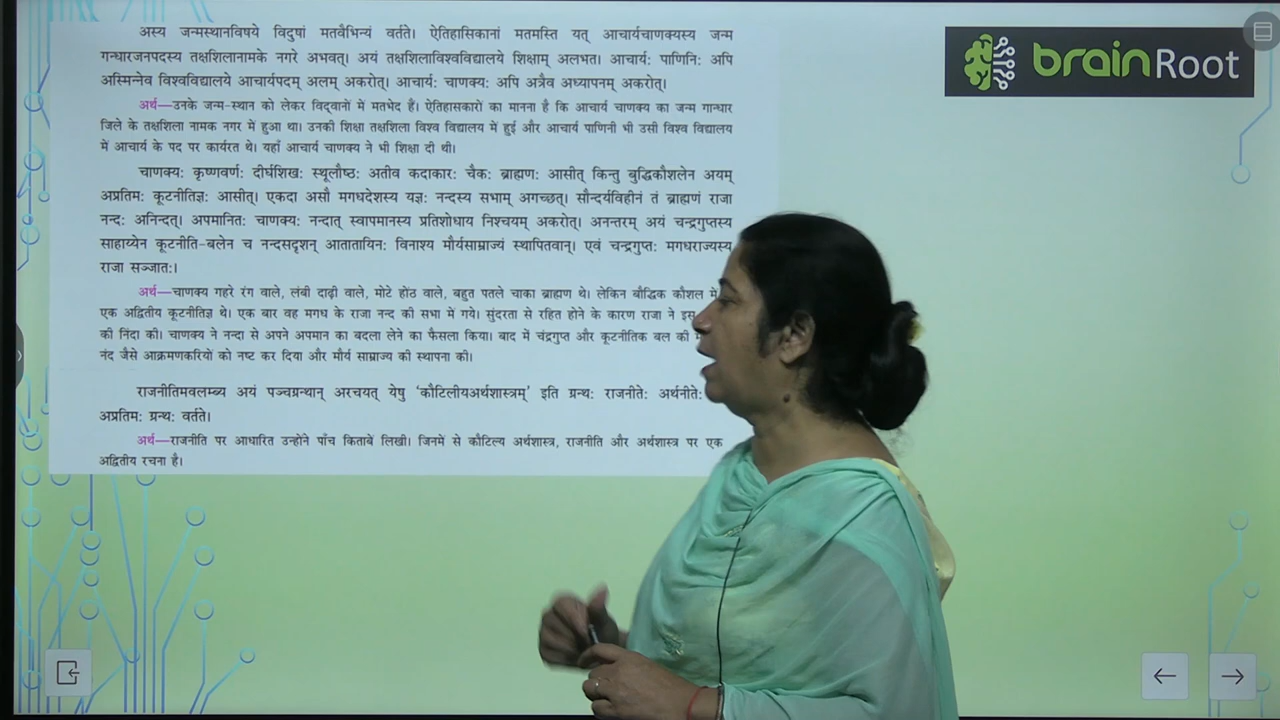 अस्य जन्मस्थानविषये विदुषां मतवैभिन्यं वर्तते। ऐतिहासिकानां मतमस्ति यत् आचार्यचाणक्यस्य जन्म
गन्धारजनपदस्य तक्षशिलानामके नगरे अभवत्। अयं तक्षशिलाविश्वविद्यालये शिक्षाम् अलभत। आचार्य: पाणिनि: अपि
अस्मिन्नेव विश्वविद्यालये आचार्यपदम् अलम् अकरोत्। आचार्य: चाणक्य: अपि अत्रैव अध्यापनम् अकरोत्।
अर्थ—उनके जन्म-स्थान को लेकर विद्वानों में मतभेद हैं। ऐतिहासकारों का मानना है कि आचार्य चाणक्य का जन्म गान्धार
जिले के तक्षशिला नामक नगर में हुआ था। उनकी शिक्षा तक्षशिला विश्व विद्यालय में हुई और आचार्य पाणिनी भी उसी विश्व विद्यालय
में आचार्य के पद पर कार्यरत थे। यहाँ आचार्य चाणक्य ने भी शिक्षा दी थी।
चाणक्य: कृष्णवर्ण: दीर्घशिख: स्थूलौष्ठ: अतीव कदाकार: चैक: ब्राह्मण: आसीत् किन्तु बुद्धिकौशलेन अयम्
अप्रतिम: कूटनीतिज्ञ: आसीत्। एकदा असौ मगधदेशस्य यज्ञ: नन्दस्य सभाम् अगच्छत्। सौन्दर्यविहीनं तं ब्राह्मणं राजा
नन्द: अनिन्दत्। अपमानित: चाणक्य: नन्दात् स्वापमानस्य प्रतिशोधाय निश्चयम् अकरोत्। अनन्तरम् अयं चन्द्रगुप्तस्य
साहाय्येन कूटनीति-बलेन च नन्दसदृशन् आतातायिन: विनाश्य मौर्यसाम्राज्यं स्थापितवान्। एवं चन्द्रगुप्त: मगधराज्यस्य
राजा सञ्जात:।
अर्थ—चाणक्य गहरे रंग वाले, लंबी दाढ़ी वाले, मोटे होंठ वाले, बहुत पतले चाका ब्राह्मण थे। लेकिन बौद्धिक कौशल में
एक अद्वितीय कूटनीतीज्ञ थे। एक बार वह मगध के राजा नन्द की सभा में गये। सुंदरता से रहित होने के कारण राजा ने इस
की निंदा की। चाणक्य ने नन्दा से अपने अपमान का बदला लेने का फैसला किया। बाद में चंद्रगुप्त और कूटनीतिक बल की
नंद जैसे आक्रमणकरियों को नष्ट कर दिया और मौर्य साम्राज्य की स्थापना की।
राजनीतिमवलम्ब्य अयं पञ्चग्रन्थान् अरचयत् येषु ‘कौटिलीयअर्थशास्त्रम्’ इति ग्रन्थ: राजनीते: अर्थनीते:
अप्रतिम: ग्रन्थ: वर्तते।
अर्थ—राजनीति पर आधारित उन्होने पाँच किताबें लिखी। जिनमें से कौटिल्य अर्थशास्त्र, राजनीति और अर्थशास्त्र पर एक
अद्वितीय रचना है।
brainRoot